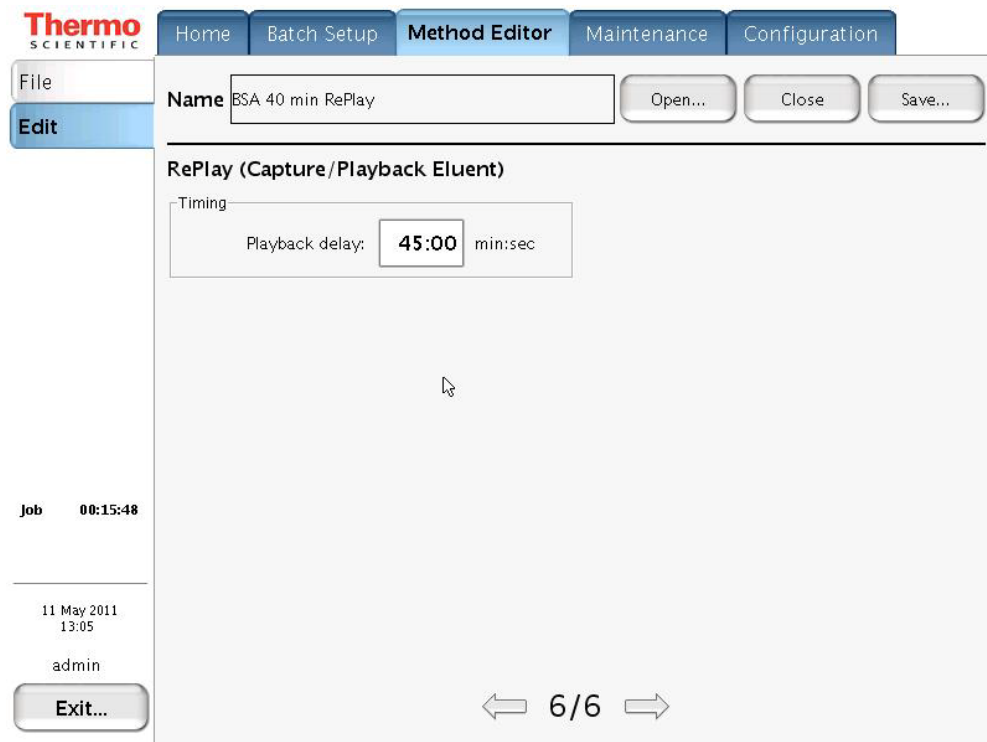 Thermo
SCIENTIFIC
Home Batch Setup Method Editor Maintenance Configuration
File
Edit
Name BSA 40 min RePlay Open... Close Save...
RePlay (Capture/Playback Eluent)
Timing
Playback delay: 45:00 min:sec
Job 00:15:48
11 May 2011
13:05
admin
Exit...
6/6